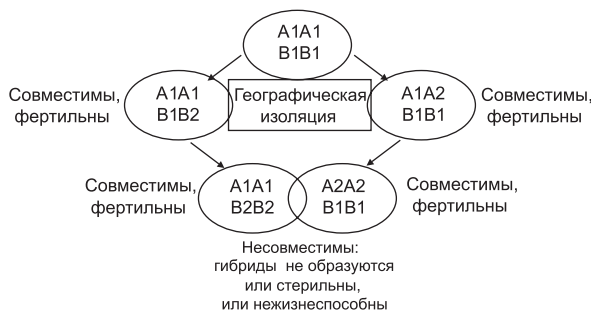 A1A1
B1B1
Совместимы,
фертильны
A1A1
B1B2
Географическая
изоляция
A1A2
B1B1
Совместимы,
фертильны
Совместимы,
фертильны
A1A1
B2B2
A2A2
B1B1
Совместимы,
фертильны
Несовместимы:
гибриды не образуются
или стерильны,
или нежизнеспособны